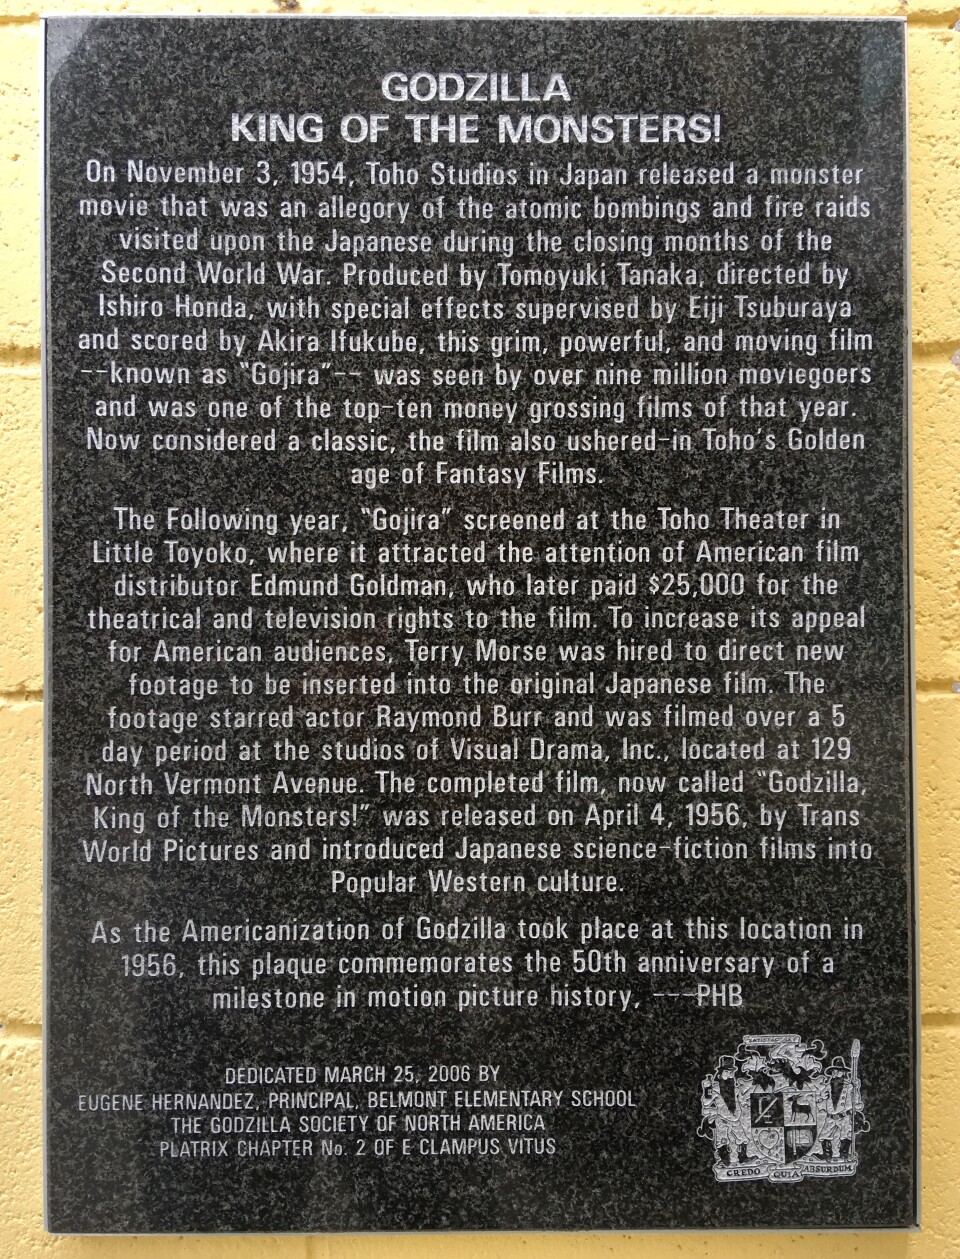 GODZILLA
KING OF THE MONSTERS!
On November 3, 1954, Toho Studios in Japan released a monster
movie that was an allegory of the atomic bombings and fire raids
visited upon the Japanese during the closing months of the
Second World War. Produced by Tomoyuki Tanaka, directed by
Ishiro Honda, with special effects supervised by Eiji Tsuburaya
and scored by Akira Ifukube, this grim, powerful, and moving film
--known as "Gojira"-- was seen by over nine million moviegoers
and was one of the top-ten money grossing films of that year.
Now considered a classic, the film also ushered-in Toho's Golden
age of Fantasy Films.
The Following year, "Gojira" screened at the Toho Theater in
Little Toyoko, where it attracted the attention of American film
distributor Edmund Goldman, who later paid $25,000 for the
theatrical and television rights to the film. To increase its appeal
for American audiences, Terry Morse was hired to direct new
footage to be inserted into the original Japanese film. The
footage starred actor Raymond Burr and was filmed over a 5
day period at the studios of Visual Drama, Inc., located at 129
North Vermont Avenue. The completed film, now called "Godzilla,
King of the Monsters!" was released on April 4, 1956, by Trans
World Pictures and introduced Japanese science-fiction films into
Popular Western culture.
As the Americanization of Godzilla took place at this location in
1956, this plaque commemorates the 50th anniversary of a
milestone in motion picture history, ---PHB
DEDICATED MARCH 25, 2006 BY
EUGENE HERNANDEZ, PRINCIPAL, BELMONT ELEMENTARY SCHOOL
THE GODZILLA SOCIETY OF NORTH AMERICA
PLATRIX CHAPTER No. 2 OF E CLAMPUS VITUS
CREDO QUIA ABSURDUM